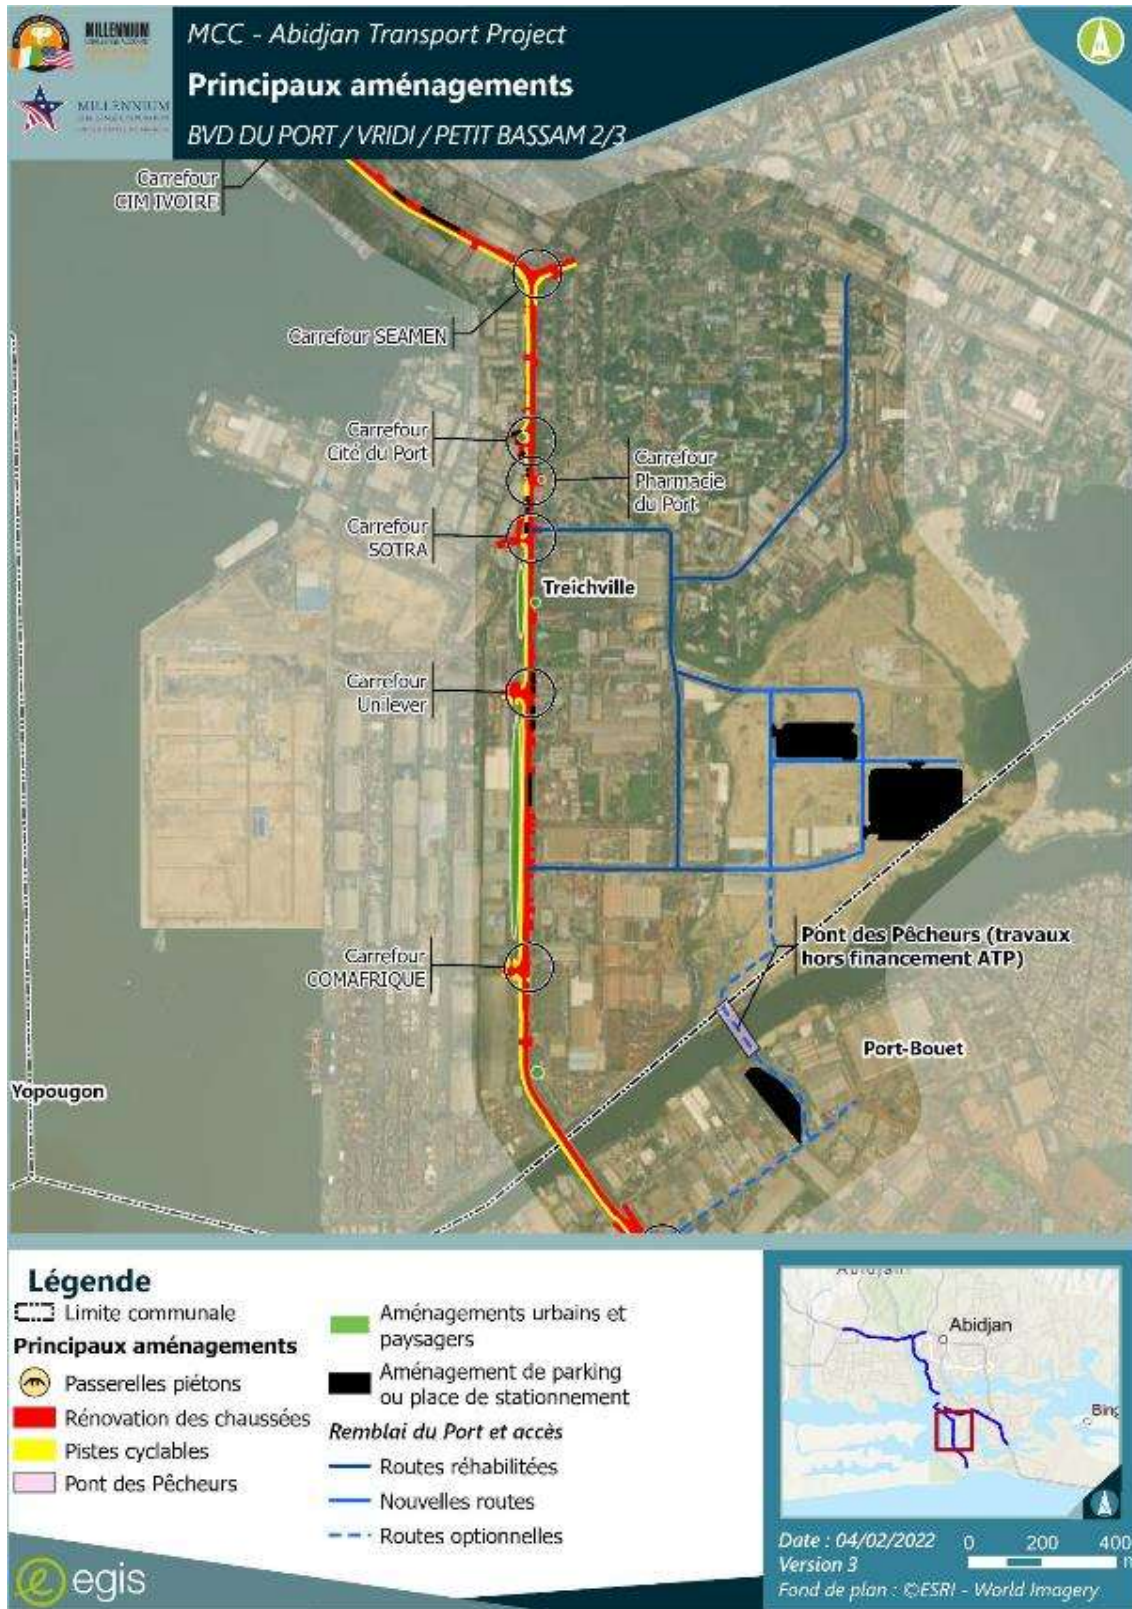 MCC - Abidjan Transport Project
MILLENNIUM
Principaux aménagements
MILLENNIUM
BVD DU PORT / VRIDI / PETIT BASSAM 2/3
Carrefour
CIM IVOIRE
Carrefour SEAMEN
Carrefour
Cité du Port
Carrefour
Pharmacie
du Port
Carrefour
SOTRA
Treichville
Carrefour
Unilever
Pont des Pêcheurs (travaux
hors financement ATP)
Carrefour
COMAFRIQUE
Port-Bouet
Yopougon
Légende
Limite communale
Principaux aménagements
Passerelles piétons
Rénovation des chaussées
Pistes cyclables
Pont des Pêcheurs
Aménagements urbains et
paysagers
Aménagement de parking
ou place de stationnement
Remblai du Port et accès
Routes réhabilitées
Nouvelles routes
Routes optionnelles
egis
Abidjan
Bing
Date : 04/02/2022
Version 3
0 200 400
Fond de plan : ©ESRI - World Imagery